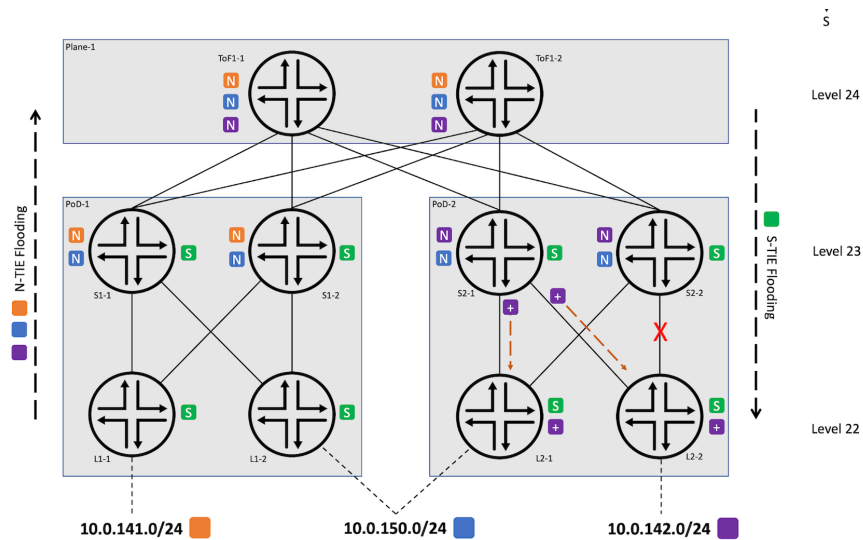 S
Plane-1
ToF1-1
ToF1-2
N
N
N
N
N
N
Level 24
N-TIE Flooding
S-TIE Flooding
PoD-1
PoD-2
N
N
S
N
N
S
N
N
S
N
N
S
Level 23
S1-1
S1-2
S2-1
S2-2
+
+
X
S
S
S
+
S
+
Level 22
L1-1
L1-2
L2-1
L2-2
10.0.141.0/24
10.0.150.0/24
10.0.142.0/24